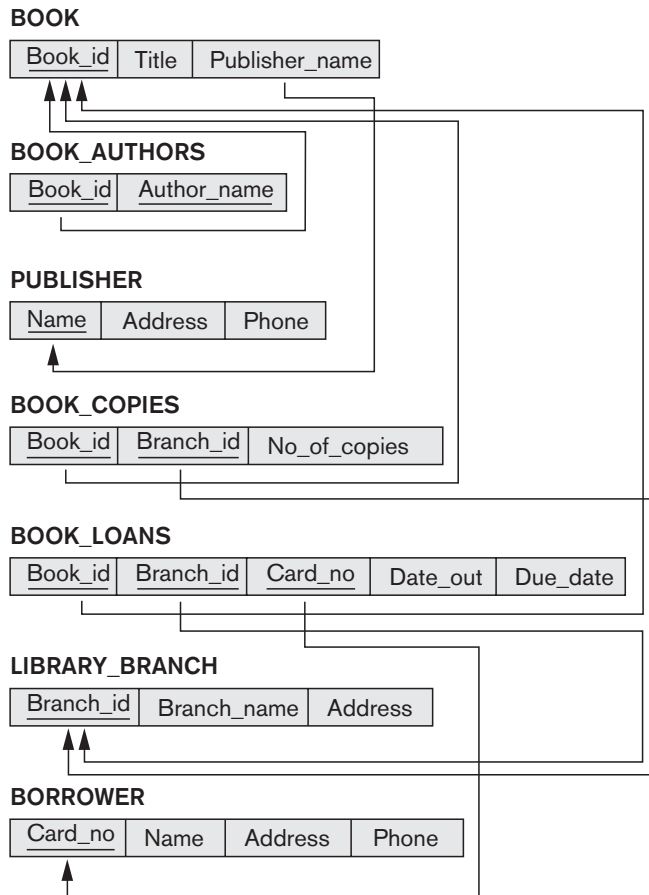 BOOK
Book_id Title Publisher_name
BOOK_AUTHORS
Book_id Author_name
PUBLISHER
Name Address Phone
BOOK_COPIES
Book_id Branch_id No_of_copies
BOOK_LOANS
Book_id Branch_id Card_no Date_out Due_date
LIBRARY_BRANCH
Branch_id Branch_name Address
BORROWER
Card_no Name Address Phone